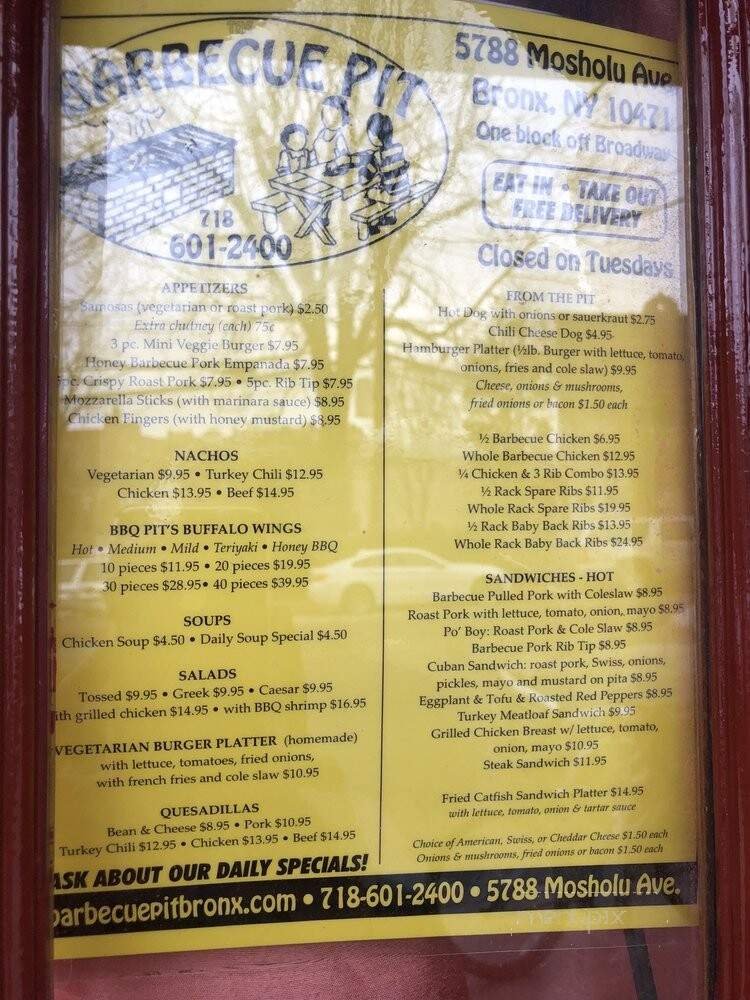 BARBECUE PIT
718
601-2400
5788 Mosholu Ave
Bronx, NY 10471
One block off Broadway
EAT IN • TAKE OUT
FREE DELIVERY
Closed on Tuesdays
APPETIZERS
Samosas (vegetarian or roast pork) $2.50
Extra chutney (each) 75¢
3 pc. Mini Veggie Burger $7.95
Honey Barbecue Pork Empanada $7.95
pc. Crispy Roast Pork $7.95 • 5pc. Rib Tip $7.95
Mozzarella Sticks (with marinara sauce) $8.95
Chicken Fingers (with honey mustard) $8.95
NACHOS
Vegetarian $9.95 • Turkey Chili $12.95
Chicken $13.95 • Beef $14.95
BBQ PIT'S BUFFALO WINGS
Hot • Medium • Mild • Teriyaki • Honey BBQ
10 pieces $11.95 • 20 pieces $19.95
30 pieces $28.95• 40 pieces $39.95
SOUPS
Chicken Soup $4.50 • Daily Soup Special $4.50
SALADS
Tossed $9.95 • Greek $9.95 • Caesar $9.95
ith grilled chicken $14.95 • with BBQ shrimp $16.95
VEGETARIAN BURGER PLATTER (homemade)
with lettuce, tomatoes, fried onions,
with french fries and cole slaw $10.95
QUESADILLAS
Bean & Cheese $8.95 • Pork $10.95
Turkey Chili $12.95 • Chicken $13.95 • Beef $14.95
ASK ABOUT OUR DAILY SPECIALS!
FROM THE PIT
Hot Dog with onions or sauerkraut $2.75
Chili Cheese Dog $4.95
Hamburger Platter (½lb. Burger with lettuce, tomato,
onions, fries and cole slaw) $9.95
Cheese, onions & mushrooms,
fried onions or bacon $1.50 each
½ Barbecue Chicken $6.95
Whole Barbecue Chicken $12.95
¼ Chicken & 3 Rib Combo $13.95
½ Rack Spare Ribs $11.95
Whole Rack Spare Ribs $19.95
½ Rack Baby Back Ribs $13.95
Whole Rack Baby Back Ribs $24.95
SANDWICHES - HOT
Barbecue Pulled Pork with Coleslaw $8.95
Roast Pork with lettuce, tomato, onion, mayo $8.95
Po' Boy: Roast Pork & Cole Slaw $8.95
Barbecue Pork Rib Tip $8.95
Cuban Sandwich: roast pork, Swiss, onions,
pickles, mayo and mustard on pita $8.95
Eggplant & Tofu & Roasted Red Peppers $8.95
Turkey Meatloaf Sandwich $9.95
Grilled Chicken Breast w/ lettuce, tomato,
onion, mayo $10.95
Steak Sandwich $11.95
Fried Catfish Sandwich Platter $14.95
with lettuce, tomato, onion & tartar sauce
Choice of American, Swiss, or Cheddar Cheese $1.50 each
Onions & mushrooms, fried onions or bacon $1.50 each
barbecuepitbronx.com • 718-601-2400 • 5788 Mosholu Ave.